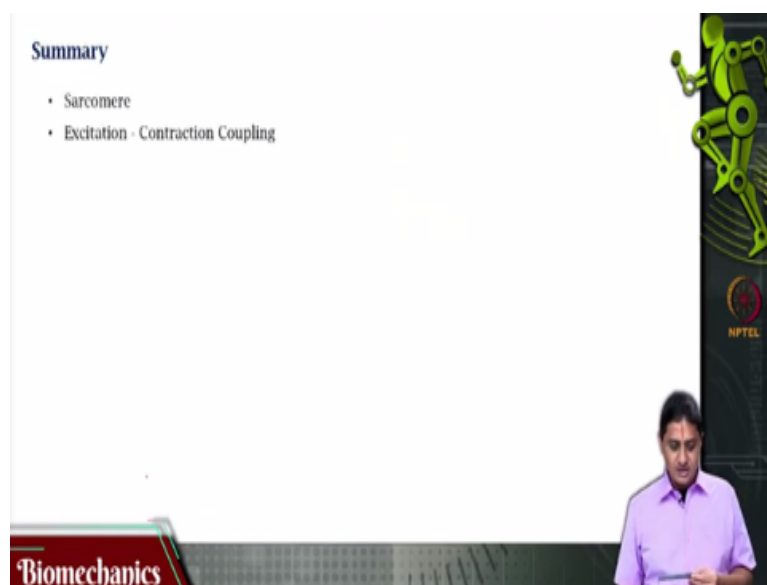 Summary
• Sarcomere
• Excitation - Contraction Coupling
NPTEL
Biomechanics